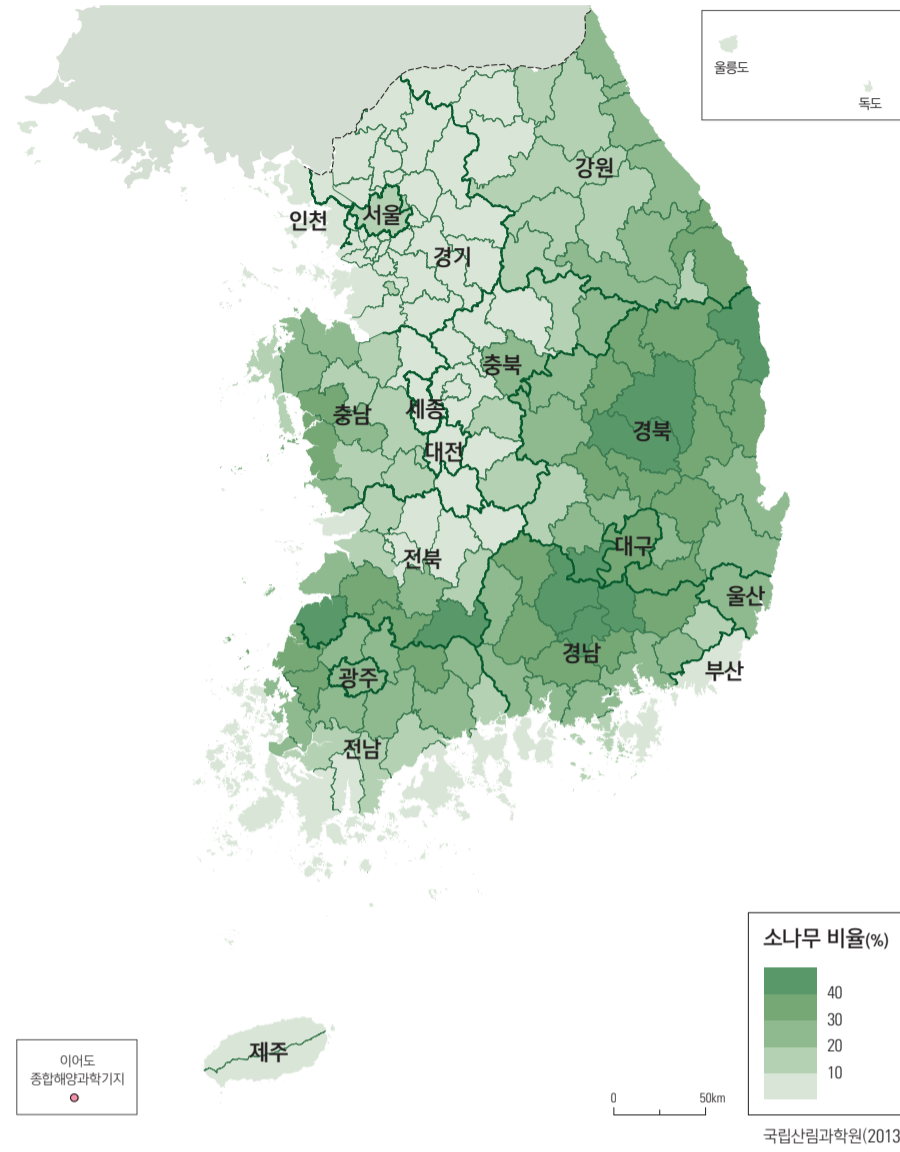 울릉도
독도
강원
서울
인천
경기
충북
충남
세종
경북
대전
대구
전북
울산
경남
부산
광주
전남
제주
이어도
종합해양과학기지
0
50km
소나무 비율(%)
40
30
20
10
국립산림과학원(2013